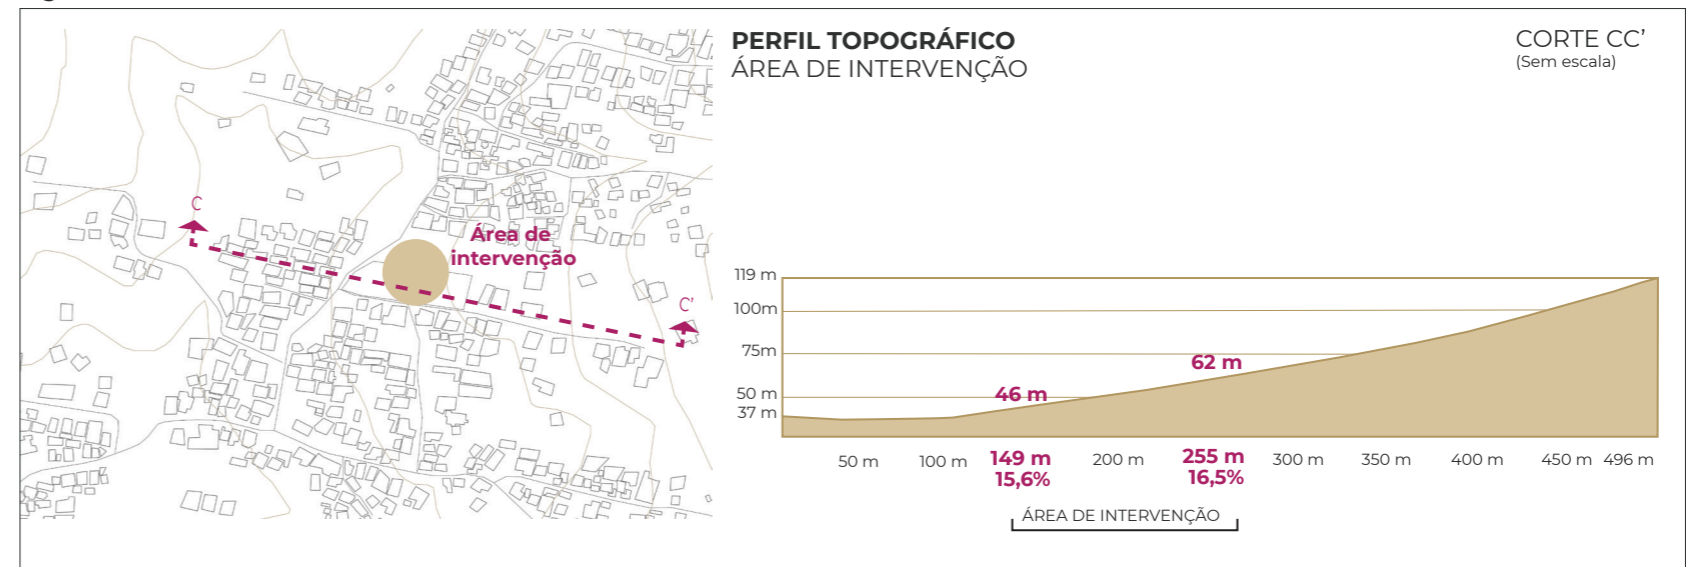 C
Área de
intervenção
C'
PERFIL TOPOGRÁFICO
ÁREA DE INTERVENÇÃO
CORTE CC’
(Sem escala)
119 m
100m
75m
50 m
37 m
46 m
62 m
50 m 100 m 149 m 200 m 255 m 300 m 350 m 400 m 450 m 496 m
15,6% 16,5%
ÁREA DE INTERVENÇÃO